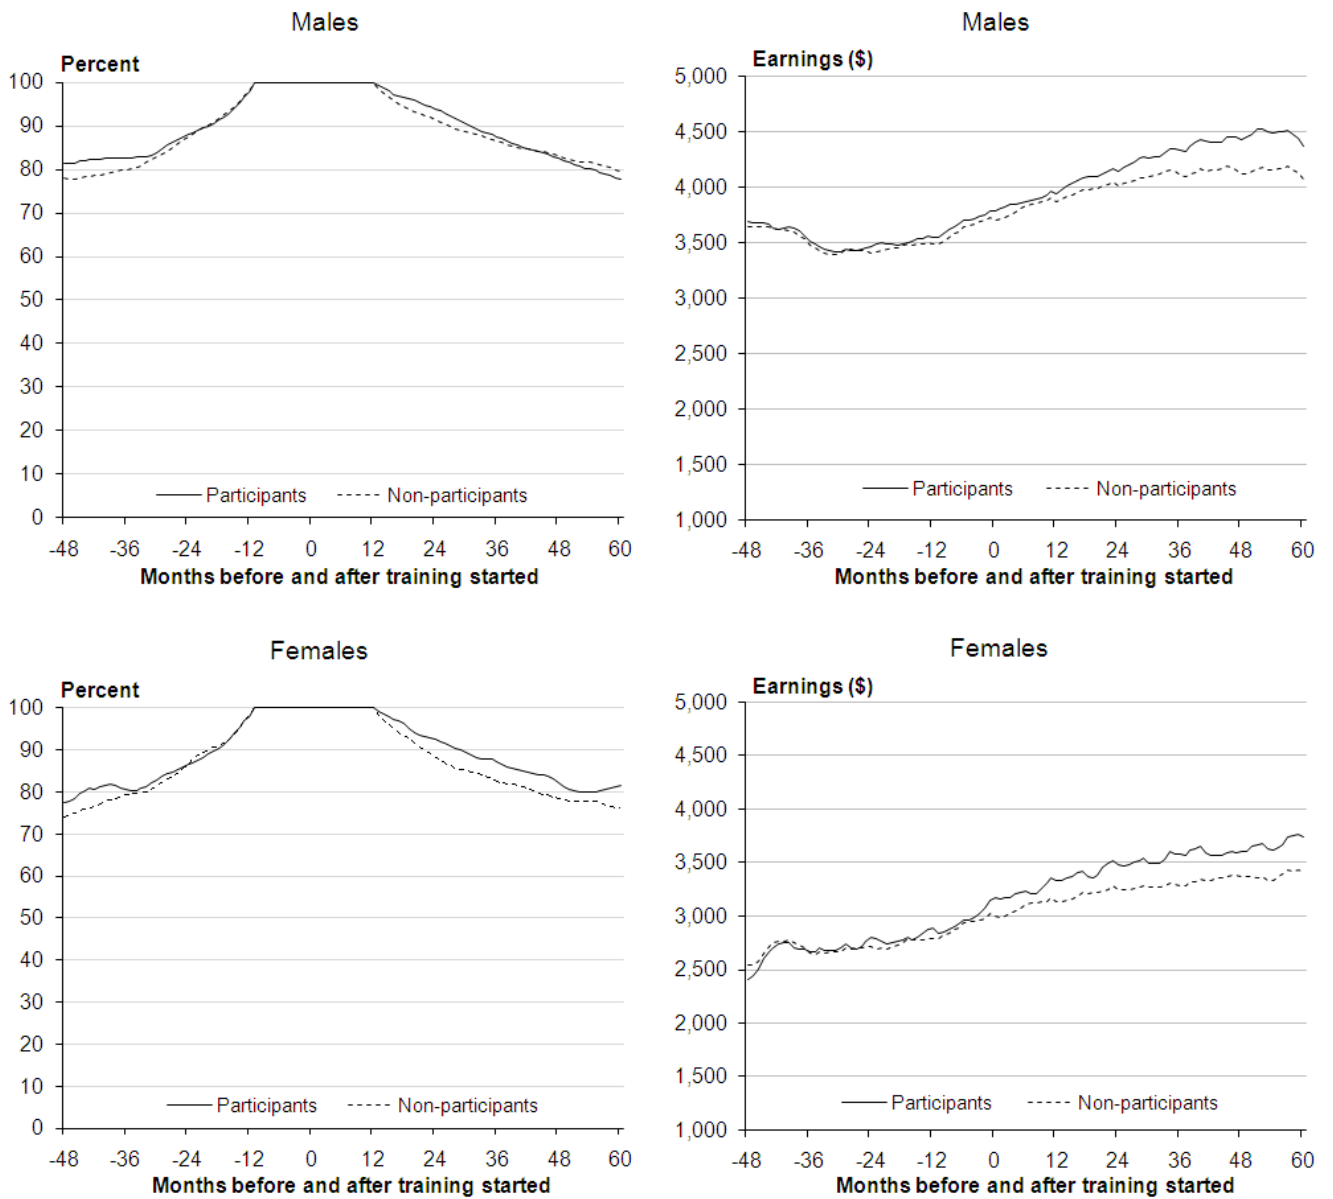 Males
Percent
100
90
80
70
60
50
40
30
20
10
0
Participants Non-participants
-48 -36 -24 -12 0 12 24 36 48 60
Months before and after training started
Males
Earnings ($)
5,000
4,500
4,000
3,500
3,000
2,500
2,000
1,500
1,000
Participants Non-participants
-48 -36 -24 -12 0 12 24 36 48 60
Months before and after training started
Females
Percent
100
90
80
70
60
50
40
30
20
10
0
Participants Non-participants
-48 -36 -24 -12 0 12 24 36 48 60
Months before and after training started
Females
Earnings ($)
5,000
4,500
4,000
3,500
3,000
2,500
2,000
1,500
1,000
Participants Non-participants
-48 -36 -24 -12 0 12 24 36 48 60
Months before and after training started